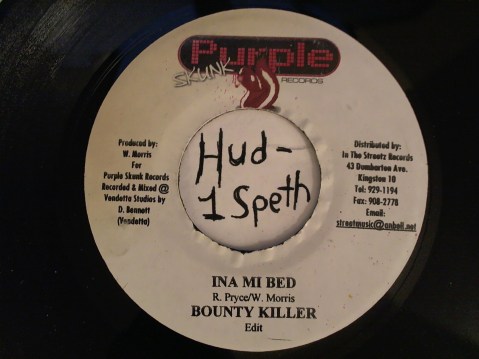 Purple
SKUNK
RECORDS
Produced by:
W. Morris
For
Purple Skunk Records
Recorded & Mixed @
Vendetta Studios by
D. Bennett
(Vendetta)
Hud-
1 Speth
Distributed by:
In The Streetz Records
43 Dumbarton Ave.
Kingston 10
Tel: 929-1194
Fax: 908-2778
Email:
streetmusic@anbell.net
INA MI BED
R. Pryce/W. Morris
BOUNTY KILLER
Edit